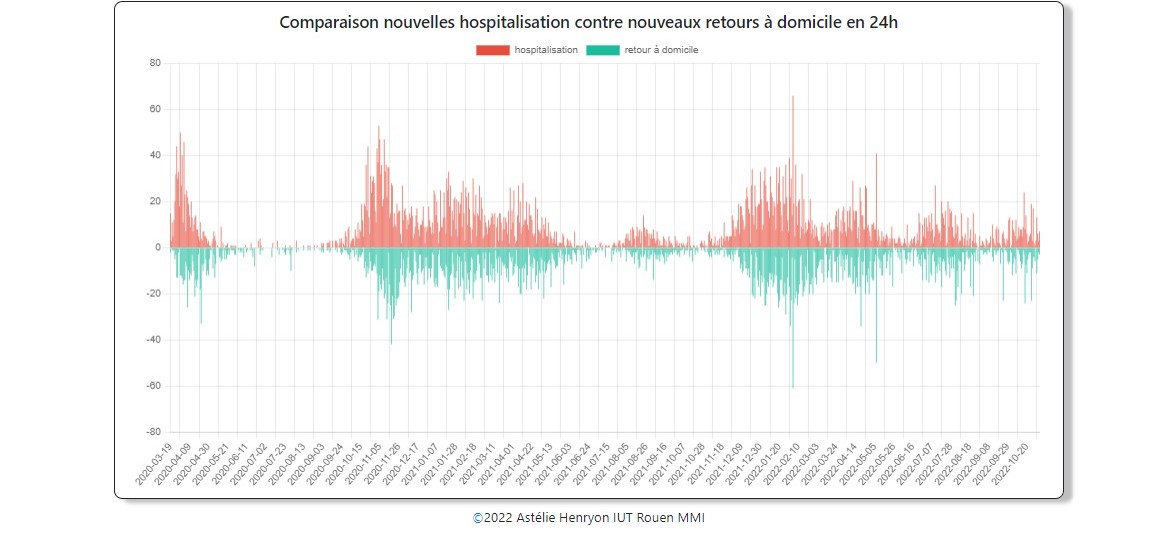 Comparaison nouvelles hospitalisation contre nouveaux retours à domicile en 24h
hospitalisation retour à domicile
80
60
40
20
0
-20
-40
-60
-80
2020-03-19 2020-04-09 2020-04-30 2020-05-21 2020-06-11 2020-07-02 2020-07-23 2020-08-13 2020-09-03 2020-09-24 2020-10-15 2020-11-05 2020-11-26 2020-12-17 2021-01-07 2021-01-28 2021-02-18 2021-03-11 2021-04-01 2021-04-22 2021-05-13 2021-06-03 2021-06-24 2021-07-15 2021-08-05 2021-08-26 2021-09-16 2021-10-07 2021-10-28 2021-11-18 2021-12-09 2021-12-30 2022-01-20 2022-02-10 2022-03-03 2022-03-24 2022-04-14 2022-05-05 2022-05-26 2022-06-16 2022-07-07 2022-07-28 2022-08-18 2022-09-08 2022-09-29 2022-10-20
©2022 Astélie Henryon IUT Rouen MMI